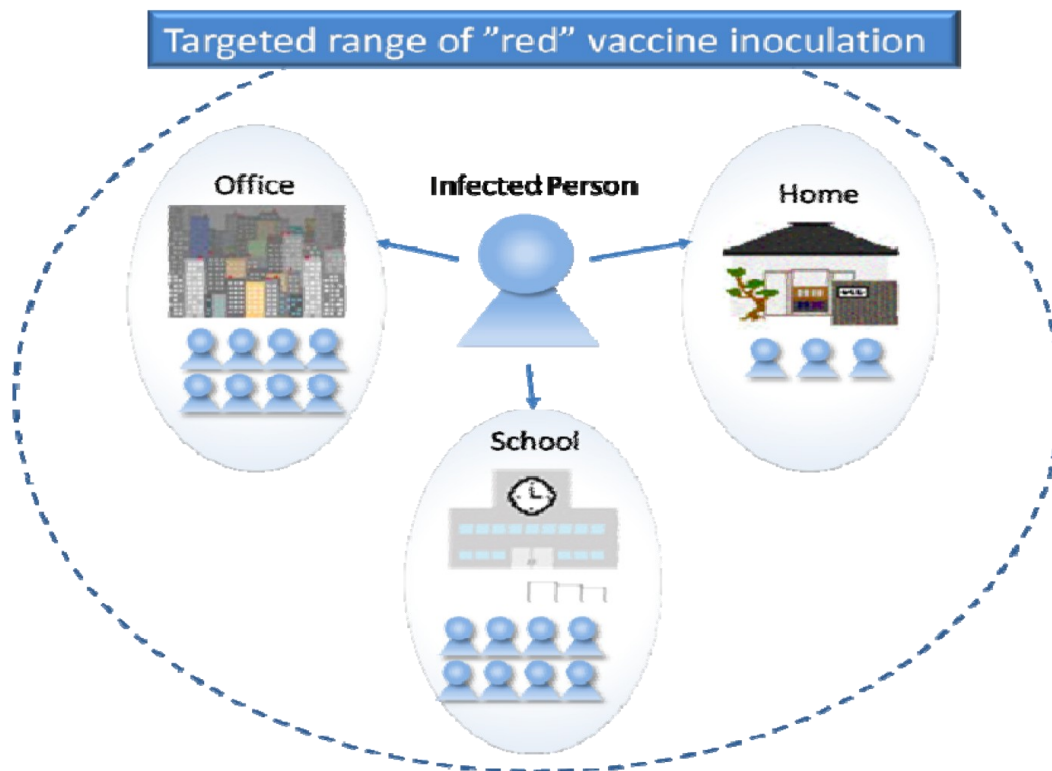 Targeted range of ”red” vaccine inoculation
Office
Infected Person
Home
School